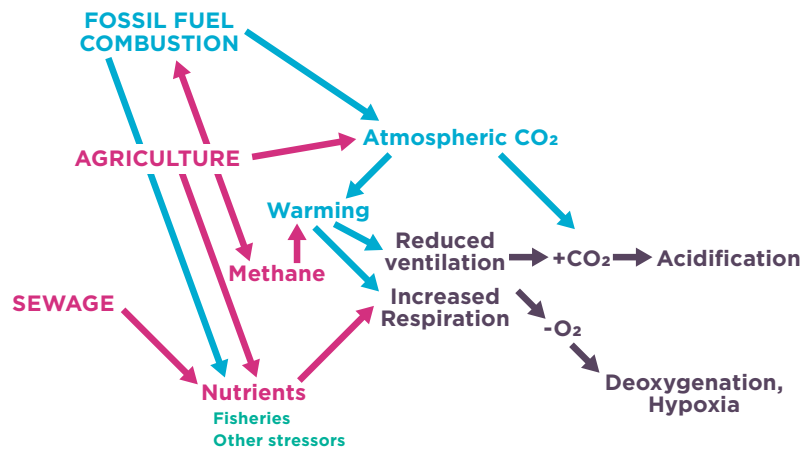 FOSSIL FUEL
COMBUSTION
Atmospheric CO₂
AGRICULTURE
Warming
Reduced
ventilation
+CO₂
Acidification
Methane
Increased
Respiration
SEWAGE
-O₂
Nutrients
Deoxygenation,
Hypoxia
Fisheries
Other stressors